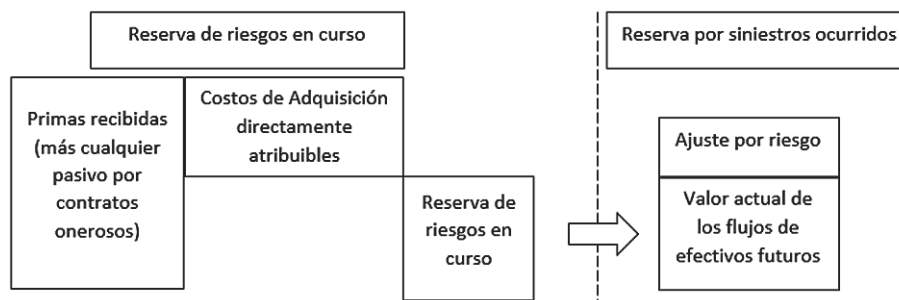 Reserva de riesgos en curso
Reserva por siniestros ocurridos
Primas recibidas
(más cualquier
pasivo por
contratos
onerosos)
Costos de Adquisición
directamente
atribuibles
Reserva de
riesgos en
curso
Ajuste por riesgo
Valor actual de
los flujos de
efectivos futuros